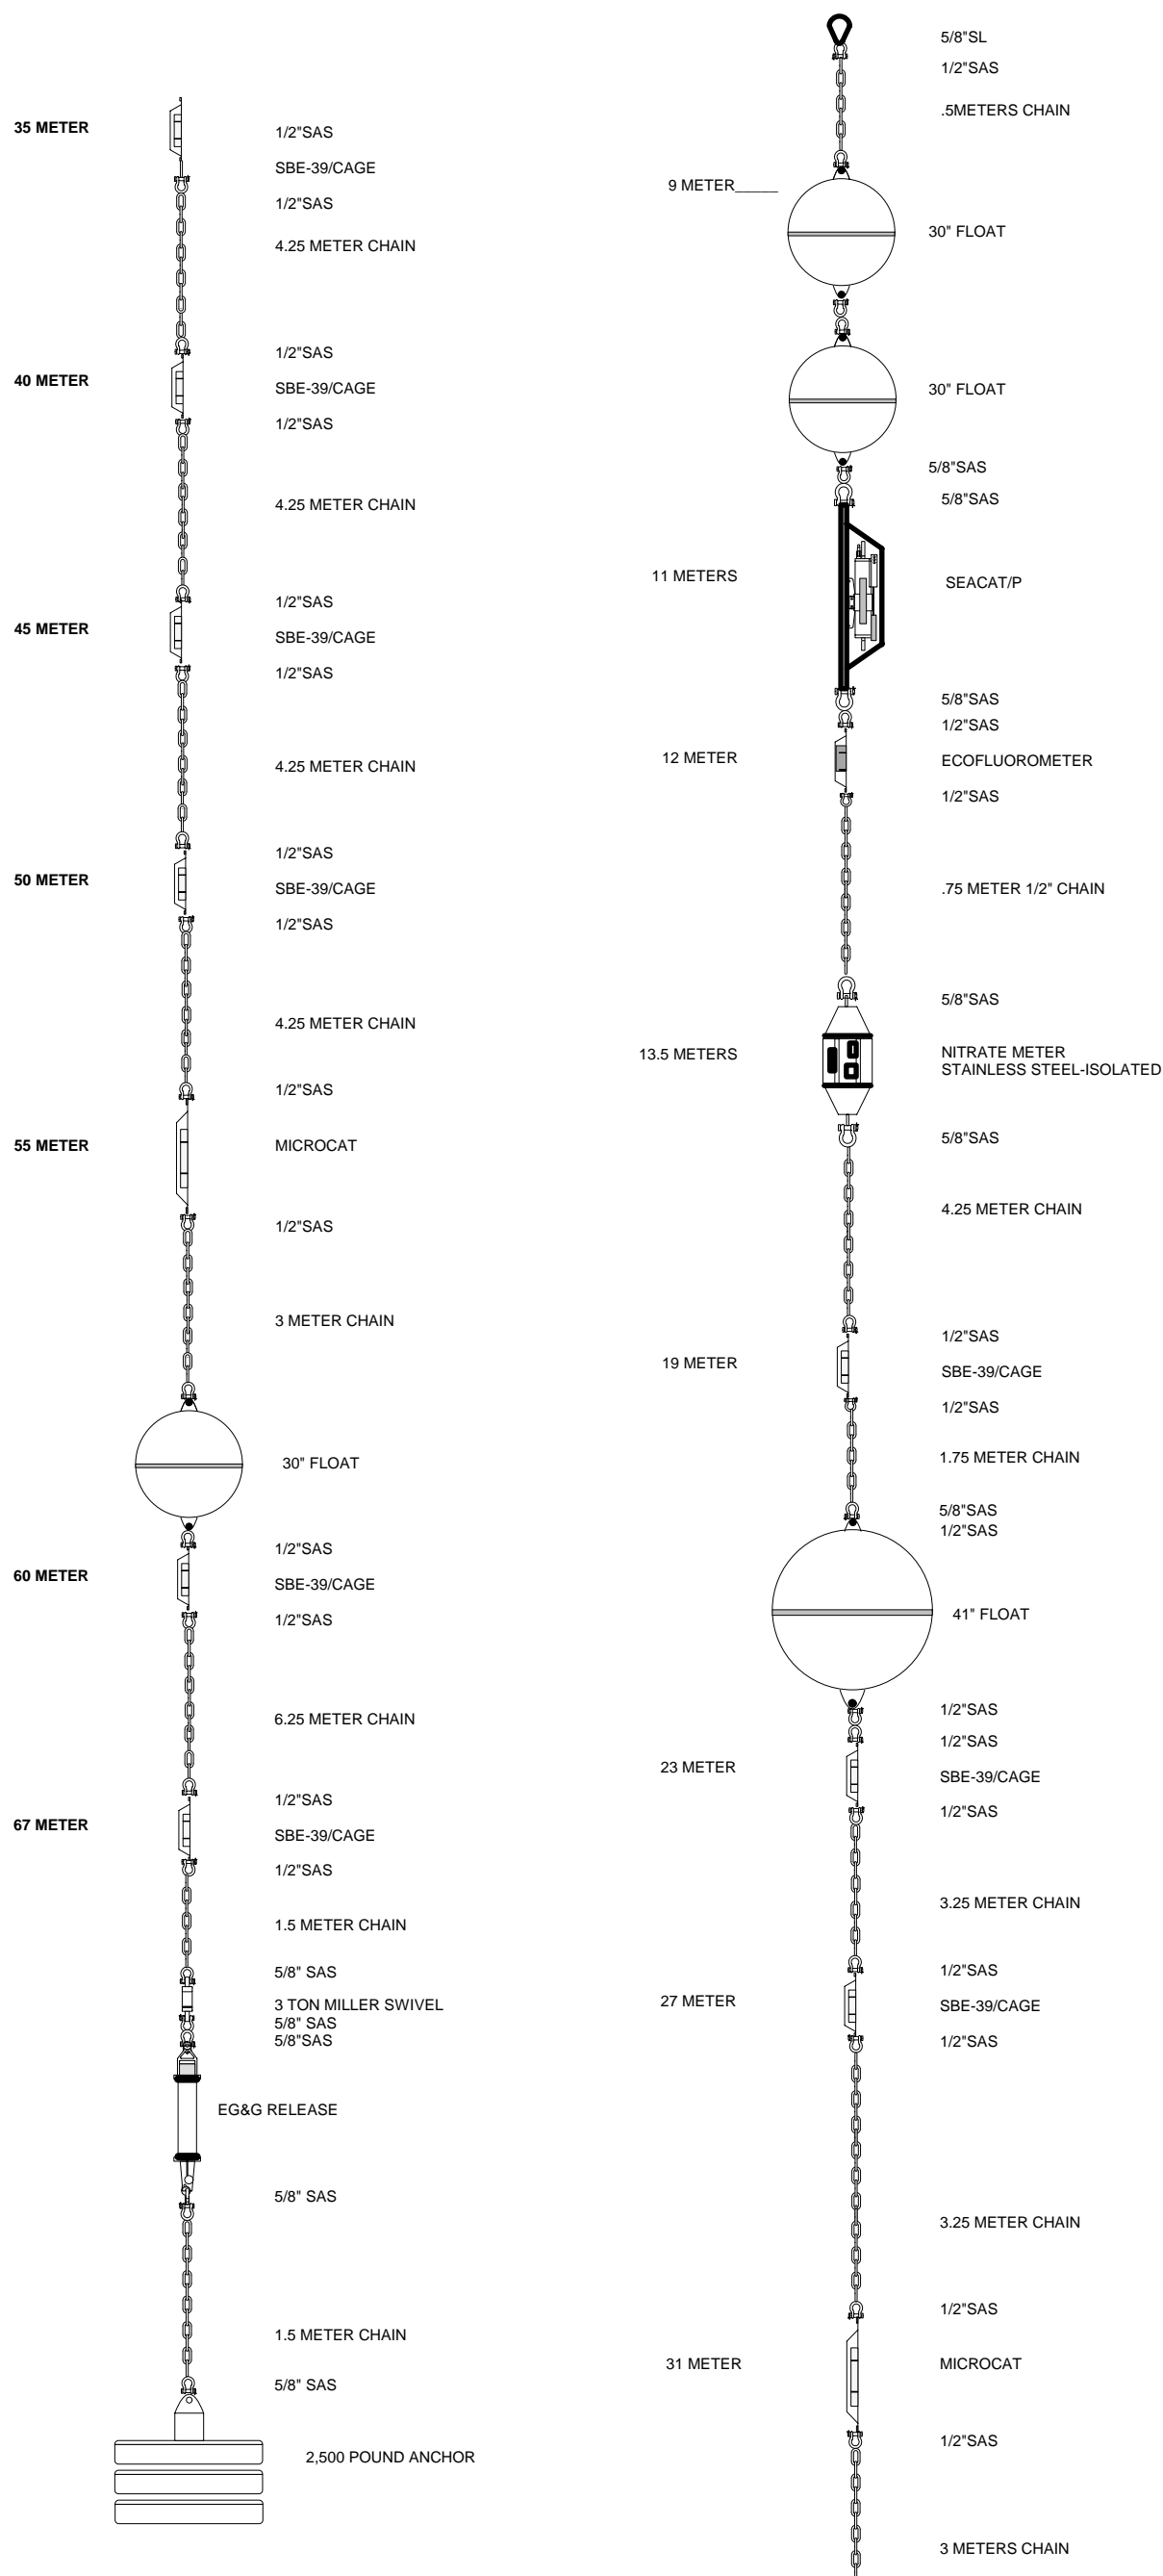 35 METER
1/2"SAS
SBE-39/CAGE
1/2"SAS
4.25 METER CHAIN
1/2"SAS
40 METER
SBE-39/CAGE
1/2"SAS
4.25 METER CHAIN
1/2"SAS
45 METER
SBE-39/CAGE
1/2"SAS
4.25 METER CHAIN
1/2"SAS
50 METER
SBE-39/CAGE
1/2"SAS
4.25 METER CHAIN
1/2"SAS
55 METER
MICROCAT
1/2"SAS
3 METER CHAIN
30" FLOAT
1/2"SAS
60 METER
SBE-39/CAGE
1/2"SAS
6.25 METER CHAIN
1/2"SAS
67 METER
SBE-39/CAGE
1/2"SAS
1.5 METER CHAIN
5/8" SAS
3 TON MILLER SWIVEL
5/8" SAS
5/8"SAS
EG&G RELEASE
5/8" SAS
1.5 METER CHAIN
5/8" SAS
2,500 POUND ANCHOR
5/8"SL
1/2"SAS
.5METERS CHAIN
9 METER_____
30" FLOAT
30" FLOAT
5/8"SAS
5/8"SAS
11 METERS
SEACAT/P
5/8"SAS
1/2"SAS
12 METER
ECOFLUOROMETER
1/2"SAS
.75 METER 1/2" CHAIN
5/8"SAS
13.5 METERS
NITRATE METER
STAINLESS STEEL-ISOLATED
5/8"SAS
4.25 METER CHAIN
1/2"SAS
19 METER
SBE-39/CAGE
1/2"SAS
1.75 METER CHAIN
5/8"SAS
1/2"SAS
41" FLOAT
1/2"SAS
1/2"SAS
23 METER
SBE-39/CAGE
1/2"SAS
3.25 METER CHAIN
1/2"SAS
27 METER
SBE-39/CAGE
1/2"SAS
3.25 METER CHAIN
1/2"SAS
31 METER
MICROCAT
1/2"SAS
3 METERS CHAIN